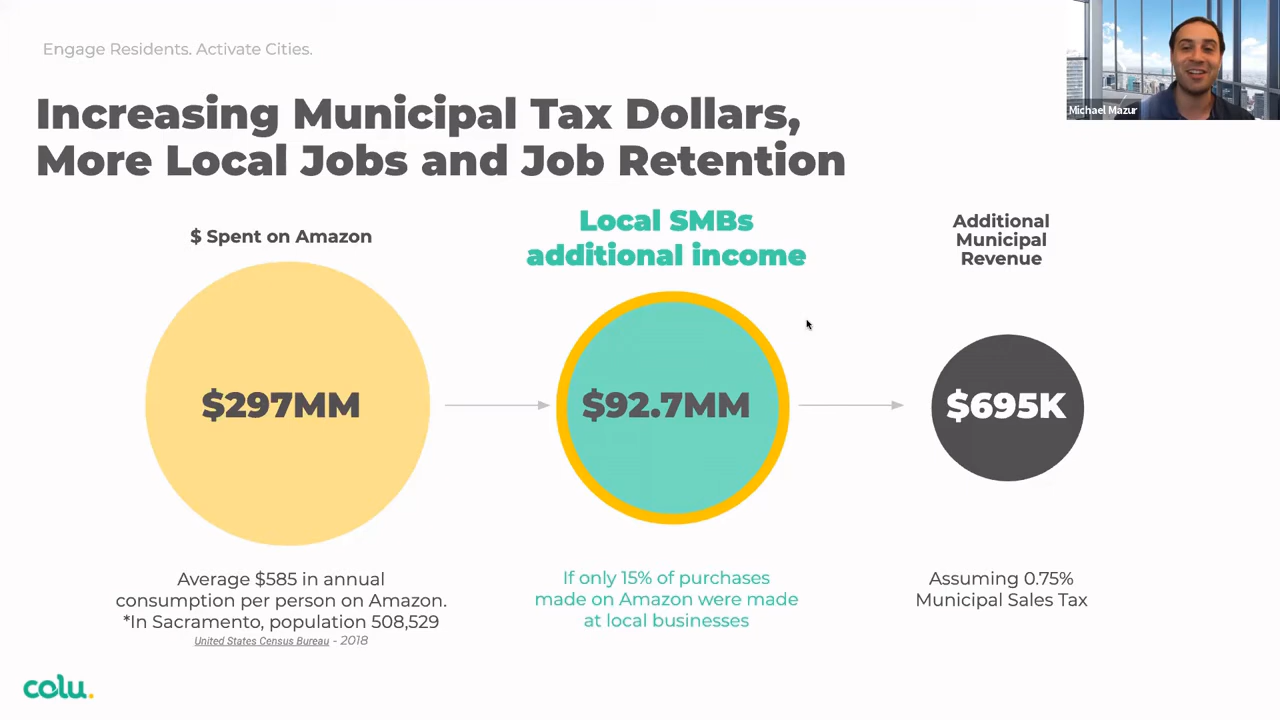 Engage Residents. Activate Cities.
Michael Mazur
Increasing Municipal Tax Dollars,
More Local Jobs and Job Retention
$ Spent on Amazon
$297MM
Average $585 in annual
consumption per person on Amazon.
*In Sacramento, population 508,529
United States Census Bureau - 2018
Local SMBs
additional income
$92.7MM
If only 15% of purchases
made on Amazon were made
at local businesses
Additional
Municipal
Revenue
$695K
Assuming 0.75%
Municipal Sales Tax
colu.